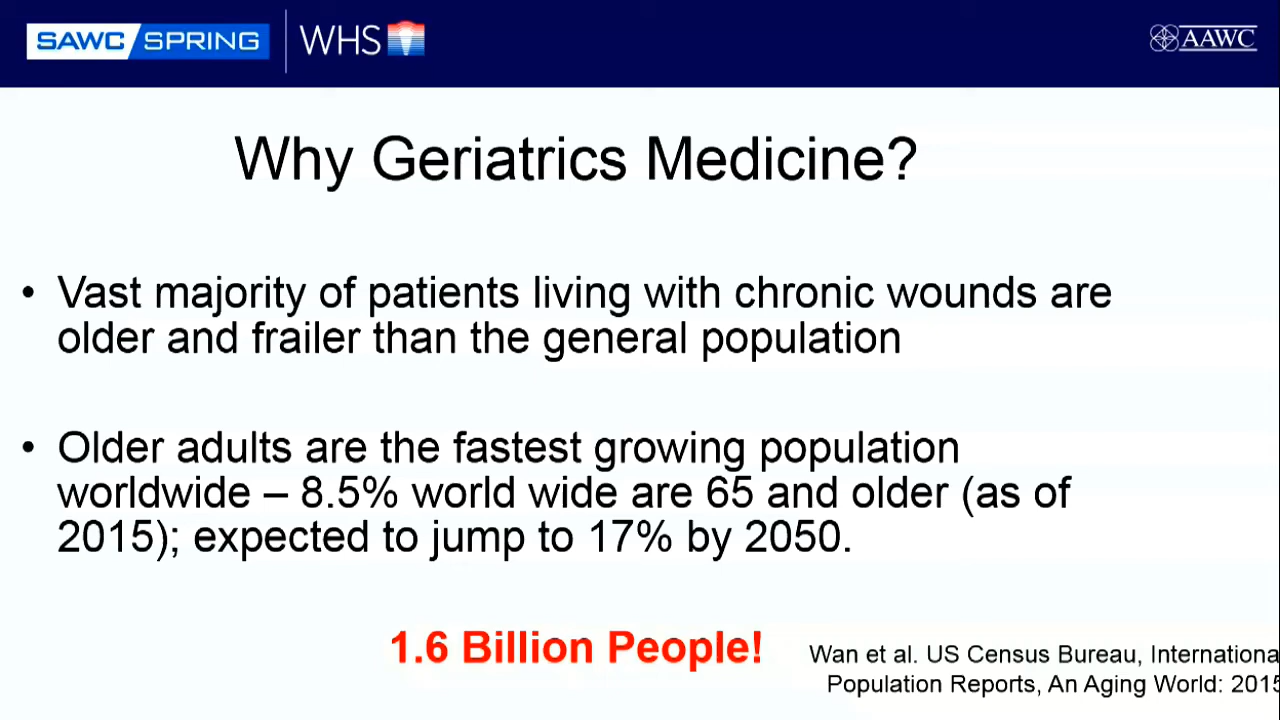 SAWC SPRING WHS AAWC
Why Geriatrics Medicine?
• Vast majority of patients living with chronic wounds are
older and frailer than the general population
• Older adults are the fastest growing population
worldwide – 8.5% world wide are 65 and older (as of
2015); expected to jump to 17% by 2050.
1.6 Billion People!
Wan et al. US Census Bureau, Internationa
Population Reports, An Aging World: 2015